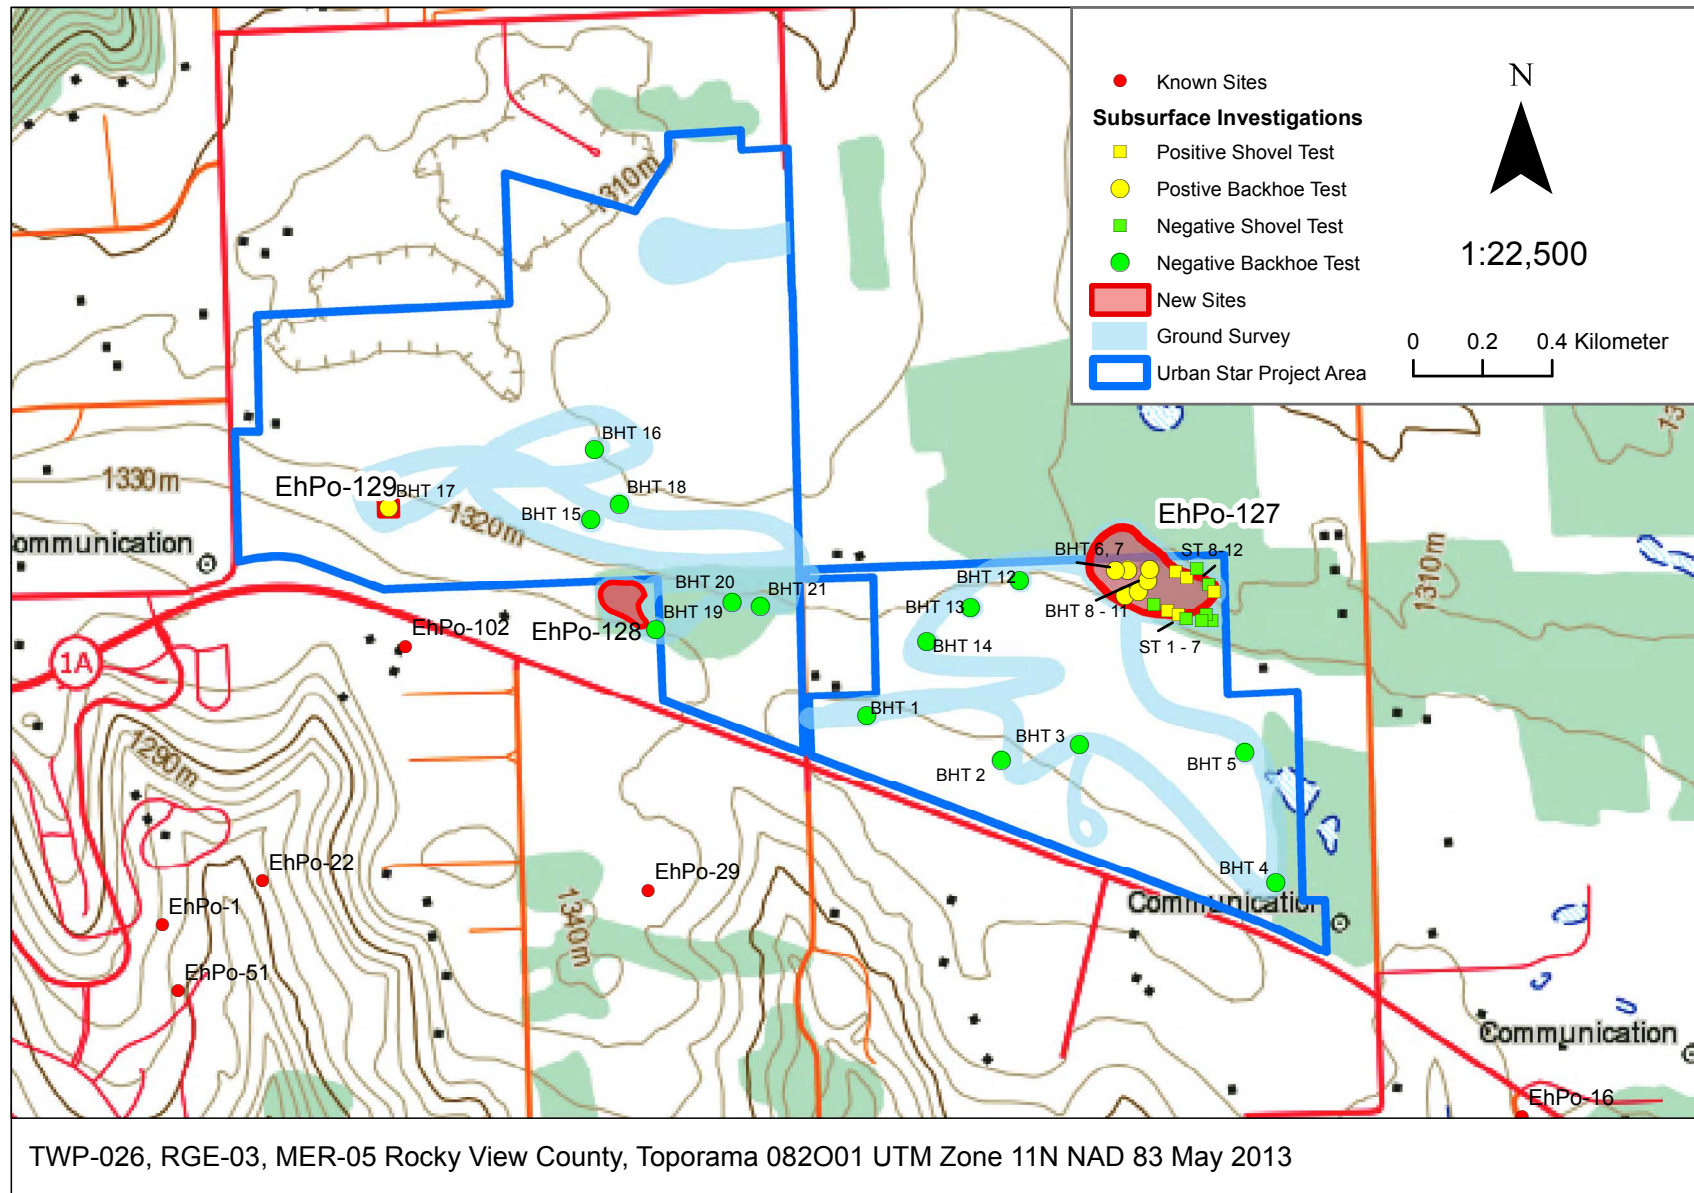 Known Sites
Subsurface Investigations
Positive Shovel Test
Postive Backhoe Test
Negative Shovel Test
Negative Backhoe Test
New Sites
Ground Survey
Urban Star Project Area
N
1:22,500
0 0.2 0.4 Kilometer
1310m
BHT 16
1330m
EhPo-129
BHT 17
BHT 18
BHT 15
1320m
ommunication
EhPo-127
BHT 6, 7
ST 8-12
1310m
BHT 20
BHT 21
BHT 12
BHT 19
BHT 13
BHT 8 - 11
EhPo-102
EhPo-128
BHT 14
ST 1 - 7
1A
BHT 1
1290m
BHT 3
BHT 2
BHT 5
EhPo-22
EhPo-29
BHT 4
EhPo-1
1340m
Communication
EhPo-51
Communication
EhPo-16
TWP-026, RGE-03, MER-05 Rocky View County, Toporama 082O01 UTM Zone 11N NAD 83 May 2013